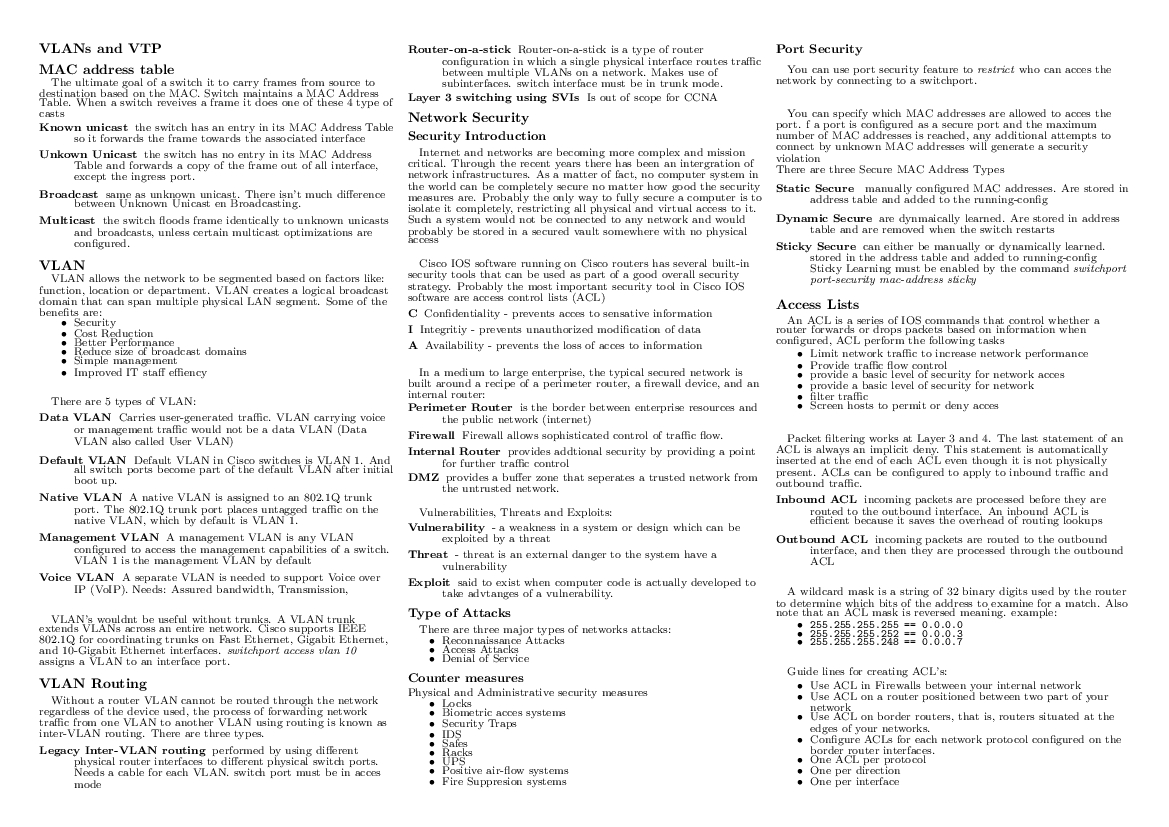 VLANs and VTP
MAC address table
The ultimate goal of a switch it to carry frames from source to
destination based on the MAC. Switch maintains a MAC Address
Table. When a switch reveives a frame it does one of these 4 type of
casts
Known unicast the switch has an entry in its MAC Address Table
so it forwards the frame towards the associated interface
Unkown Unicast the switch has no entry in its MAC Address
Table and forwards a copy of the frame out of all interface,
except the ingress port.
Broadcast same as unknown unicast. There isn't much difference
between Unknown Unicast en Broadcasting.
Multicast the switch floods frame identically to unknown unicasts
and broadcasts, unless certain multicast optimizations are
configured.
VLAN
VLAN allows the network to be segmented based on factors like:
function, location or department. VLAN creates a logical broadcast
domain that can span multiple physical LAN segment. Some of the
benefits are:
• Security
• Cost Reduction
• Better Performance
• Reduce size of broadcast domains
• Simple management
• Improved IT staff effiency
There are 5 types of VLAN:
Data VLAN Carries user-generated traffic. VLAN carrying voice
or management traffic would not be a data VLAN (Data
VLAN also called User VLAN)
Default VLAN Default VLAN in Cisco switches is VLAN 1. And
all switch ports become part of the default VLAN after initial
boot up.
Native VLAN A native VLAN is assigned to an 802.1Q trunk
port. The 802.1Q trunk port places untagged traffic on the
native VLAN, which by default is VLAN 1.
Management VLAN A management VLAN is any VLAN
configured to access the management capabilities of a switch.
VLAN 1 is the management VLAN by default
Voice VLAN A separate VLAN is needed to support Voice over
IP (VoIP). Needs: Assured bandwidth, Transmission,
VLAN's wouldnt be useful without trunks. A VLAN trunk
extends VLANs across an entire network. Cisco supports IEEE
802.1Q for coordinating trunks on Fast Ethernet, Gigabit Ethernet,
and 10-Gigabit Ethernet interfaces. switchport access vlan 10
assigns a VLAN to an interface port.
VLAN Routing
Without a router VLAN cannot be routed through the network
regardless of the device used, the process of forwarding network
traffic from one VLAN to another VLAN using routing is known as
inter-VLAN routing. There are three types.
Legacy Inter-VLAN routing performed by using different
physical router interfaces to different physical switch ports.
Needs a cable for each VLAN. switch port must be in acces
mode
Router-on-a-stick Router-on-a-stick is a type of router
configuration in which a single physical interface routes traffic
between multiple VLANs on a network. Makes use of
subinterfaces. switch interface must be in trunk mode.
Layer 3 switching using SVIs Is out of scope for CCNA
Network Security
Security Introduction
Internet and networks are becoming more complex and mission
critical. Through the recent years there has been an intergration of
network infrastructures. As a matter of fact, no computer system in
the world can be completely secure no matter how good the security
measures are. Probably the only way to fully secure a computer is to
isolate it completely, restricting all physical and virtual access to it.
Such a system would not be connected to any network and would
probably be stored in a secured vault somewhere with no physical
access
Cisco IOS software running on Cisco routers has several built-in
security tools that can be used as part of a good overall security
strategy. Probably the most important security tool in Cisco IOS
software are access control lists (ACL)
C Confidentiality - prevents acces to sensative information
I Integritiy - prevents unauthorized modification of data
A Availability - prevents the loss of acces to information
In a medium to large enterprise, the typical secured network is
built around a recipe of a perimeter router, a firewall device, and an
internal router:
Perimeter Router is the border between enterprise resources and
the public network (internet)
Firewall Firewall allows sophisticated control of traffic flow.
Internal Router provides addtional security by providing a point
for further traffic control
DMZ provides a buffer zone that seperates a trusted network from
the untrusted network.
Vulnerabilities, Threats and Exploits:
Vulnerability - a weakness in a system or design which can be
exploited by a threat
Threat - threat is an external danger to the system have a
vulnerability
Exploit said to exist when computer code is actually developed to
take advtanges of a vulnerability.
Type of Attacks
There are three major types of networks attacks:
• Reconnaissance Attacks
• Access Attacks
• Denial of Service
Counter measures
Physical and Administrative security measures
• Locks
• Biometric acces systems
• Security Traps
• IDS
• Safes
• Racks
• UPS
• Positive air-flow systems
• Fire Suppresion systems
Port Security
You can use port security feature to restrict who can acces the
network by connecting to a switchport.
You can specify which MAC addresses are allowed to acces the
port. f a port is configured as a secure port and the maximum
number of MAC addresses is reached, any additional attempts to
connect by unknown MAC addresses will generate a security
violation
There are three Secure MAC Address Types
Static Secure manually configured MAC addresses. Are stored in
address table and added to the running-config
Dynamic Secure are dynmaically learned. Are stored in address
table and are removed when the switch restarts
Sticky Secure can either be manually or dynamically learned.
stored in the address table and added to running-config
Sticky Learning must be enabled by the command switchport
port-security mac-address sticky
Access Lists
An ACL is a series of IOS commands that control whether a
router forwards or drops packets based on information when
configured, ACL perform the following tasks
• Limit network traffic to increase network performance
• Provide traffic flow control
• provide a basic level of security for network acces
• provide a basic level of security for network
• filter traffic
• Screen hosts to permit or deny acces
Packet filtering works at Layer 3 and 4. The last statement of an
ACL is always an implicit deny. This statement is automatically
inserted at the end of each ACL even though it is not physically
present. ACLs can be configured to apply to inbound traffic and
outbound traffic.
Inbound ACL incoming packets are processed before they are
routed to the outbound interface. An inbound ACL is
efficient because it saves the overhead of routing lookups
Outbound ACL incoming packets are routed to the outbound
interface, and then they are processed through the outbound
ACL
A wildcard mask is a string of 32 binary digits used by the router
to determine which bits of the address to examine for a match. Also
note that an ACL mask is reversed meaning. example:
• 255.255.255.255 == 0.0.0.0
• 255.255.255.252 == 0.0.0.3
• 255.255.255.248 == 0.0.0.7
Guide lines for creating ACL's:
• Use ACL in Firewalls between your internal network
• Use ACL on a router positioned between two part of your
network
• Use ACL on border routers, that is, routers situated at the
edges of your networks.
• Configure ACLs for each network protocol configured on the
border router interfaces.
• One ACL per protocol
• One per direction
• One per interface